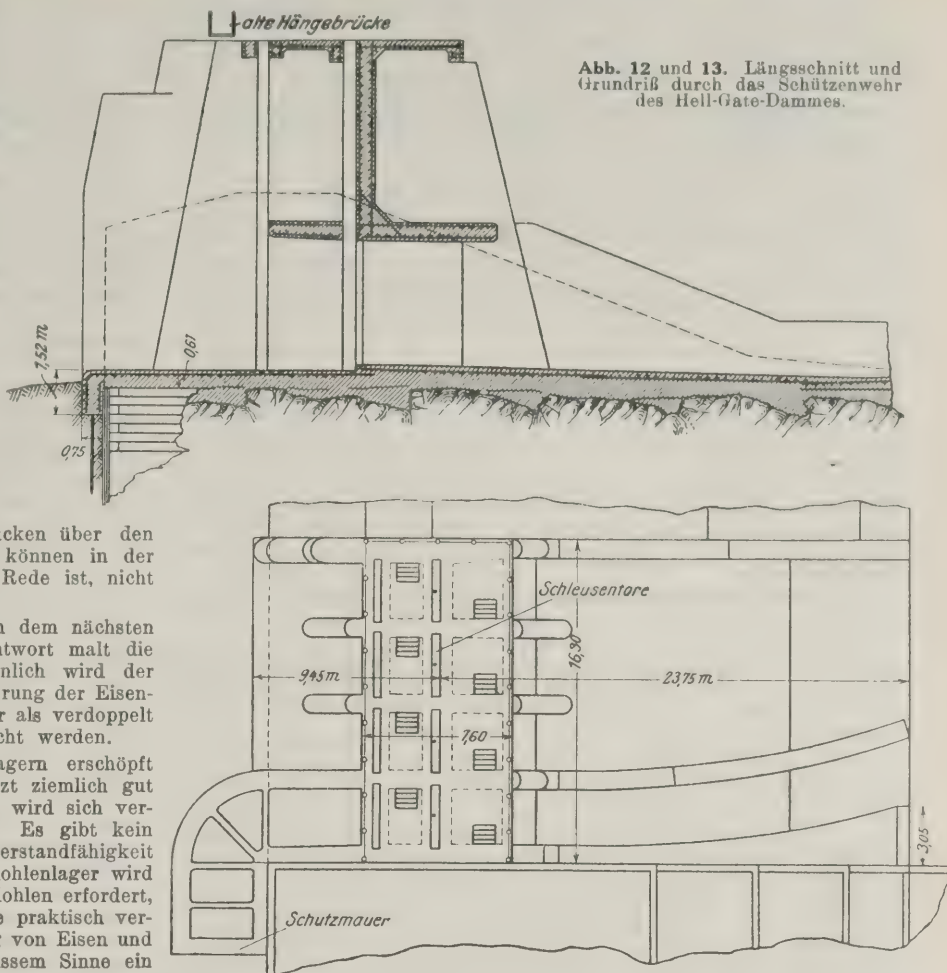 alte Hängebrücke
Abb. 12 und 13. Längsschnitt und
Grundriß durch das Schützenwehr
des Hell-Gate-Dammes.
1,52 m
0,61
0,75
cken über den
können in der
Rede ist, nicht
n dem nächsten
ntwort malt die
nlich wird der
rung der Eisen-
r als verdoppelt
cht werden.
agern erschöpft
zt ziemlich gut
wird sich ver-
Es gibt kein
erstandfähigkeit
ohlenlager wird
ohlen erfordert,
e praktisch ver-
g von Eisen und
ssem Sinne ein
Schleusentore
9,45 m
16,30
23,75 m
7,60
3,05
Schutzmauer